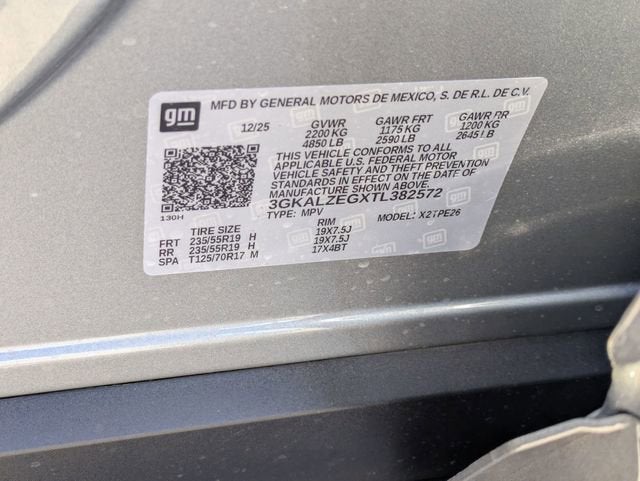 gm
MFD BY GENERAL MOTORS DE MEXICO, S. DE R.L. DE C.V.
12/25 GVWR GAWR FRT GAWR RR
2200 KG 1175 KG 1200 KG
4850 LB 2590 LB 2645 LB
THIS VEHICLE CONFORMS TO ALL
APPLICABLE U.S. FEDERAL MOTOR
VEHICLE SAFETY AND THEFT PREVENTION
STANDARDS IN EFFECT ON THE DATE OF
MANUFACTURE SHOWN ABOVE.
3GKALZEGXTL382572
130H
TYPE: MPV MODEL: X2TPE26
TIRE SIZE RIM
FRT 235/55R19 H 19X7.5J
RR 235/55R19 H 19X7.5J
SPA T125/70R17 M 17X4BT